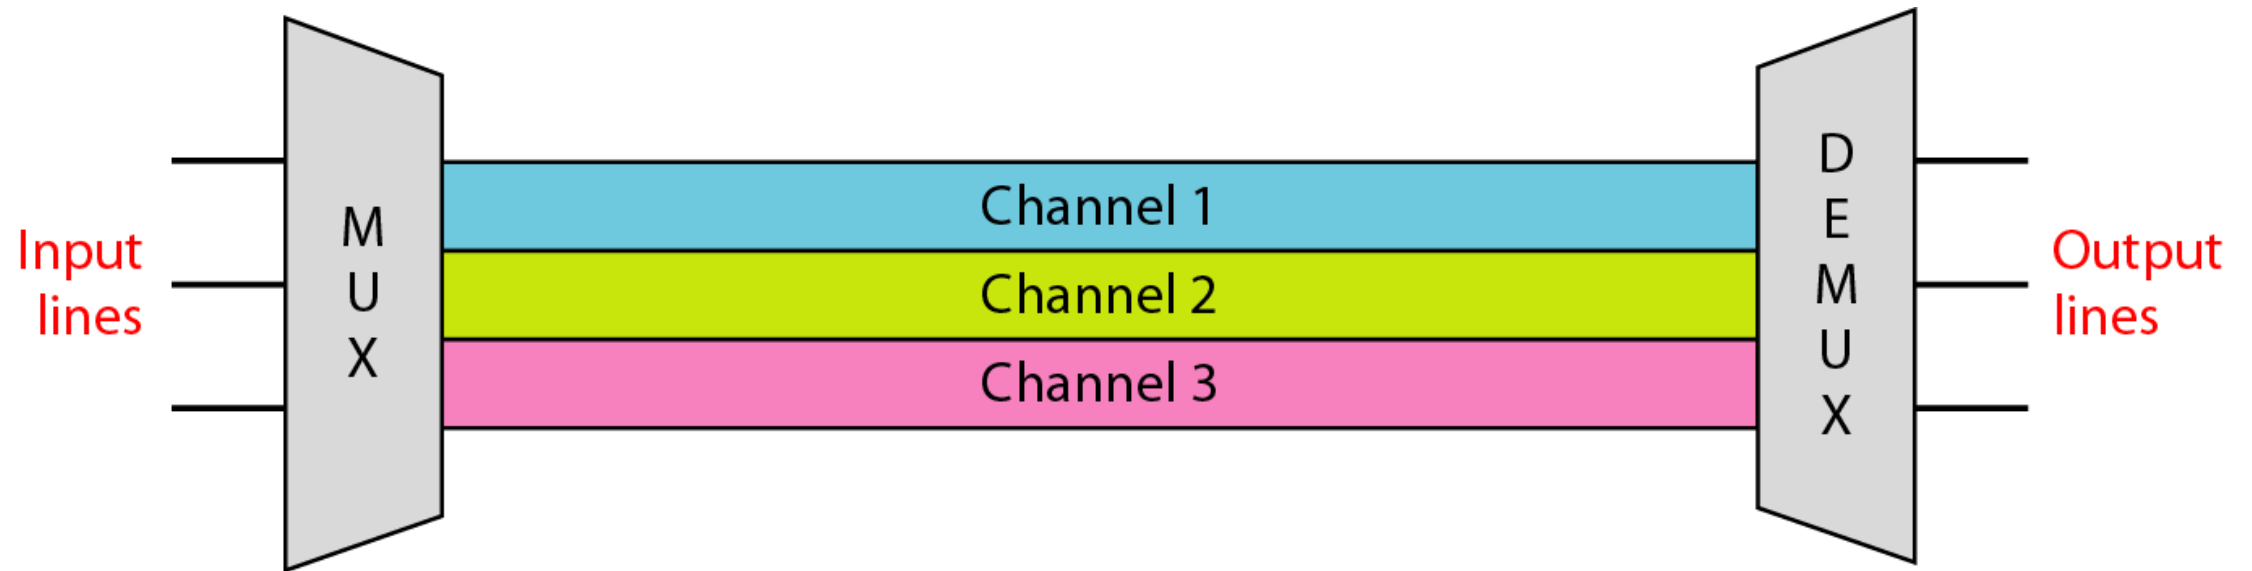 Input
lines
M
U
X
Channel 1
Channel 2
Channel 3
D
E
M
U
X
Output
lines